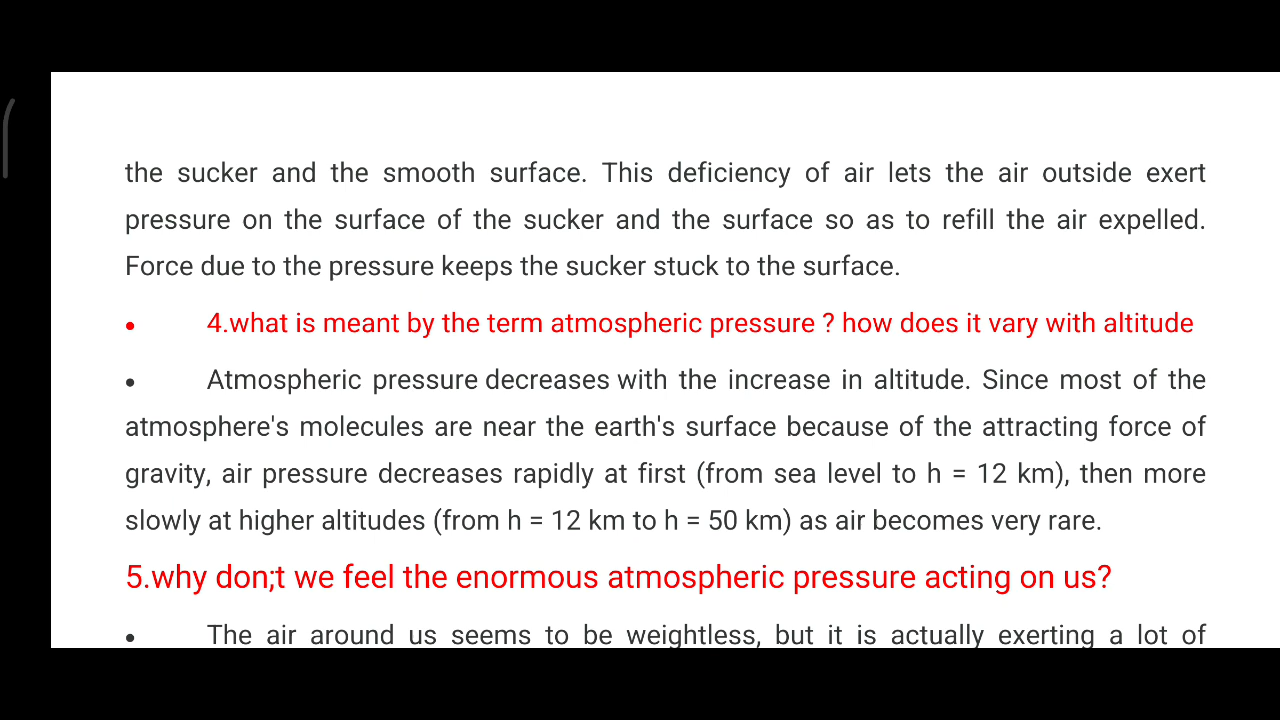 the sucker and the smooth surface. This deficiency of air lets the air outside exert
pressure on the surface of the sucker and the surface so as to refill the air expelled.
Force due to the pressure keeps the sucker stuck to the surface.
• 4.what is meant by the term atmospheric pressure ? how does it vary with altitude
• Atmospheric pressure decreases with the increase in altitude. Since most of the
atmosphere's molecules are near the earth's surface because of the attracting force of
gravity, air pressure decreases rapidly at first (from sea level to h = 12 km), then more
slowly at higher altitudes (from h = 12 km to h = 50 km) as air becomes very rare.
5.why don;t we feel the enormous atmospheric pressure acting on us?
• The air around us seems to be weightless, but it is actually exerting a lot of